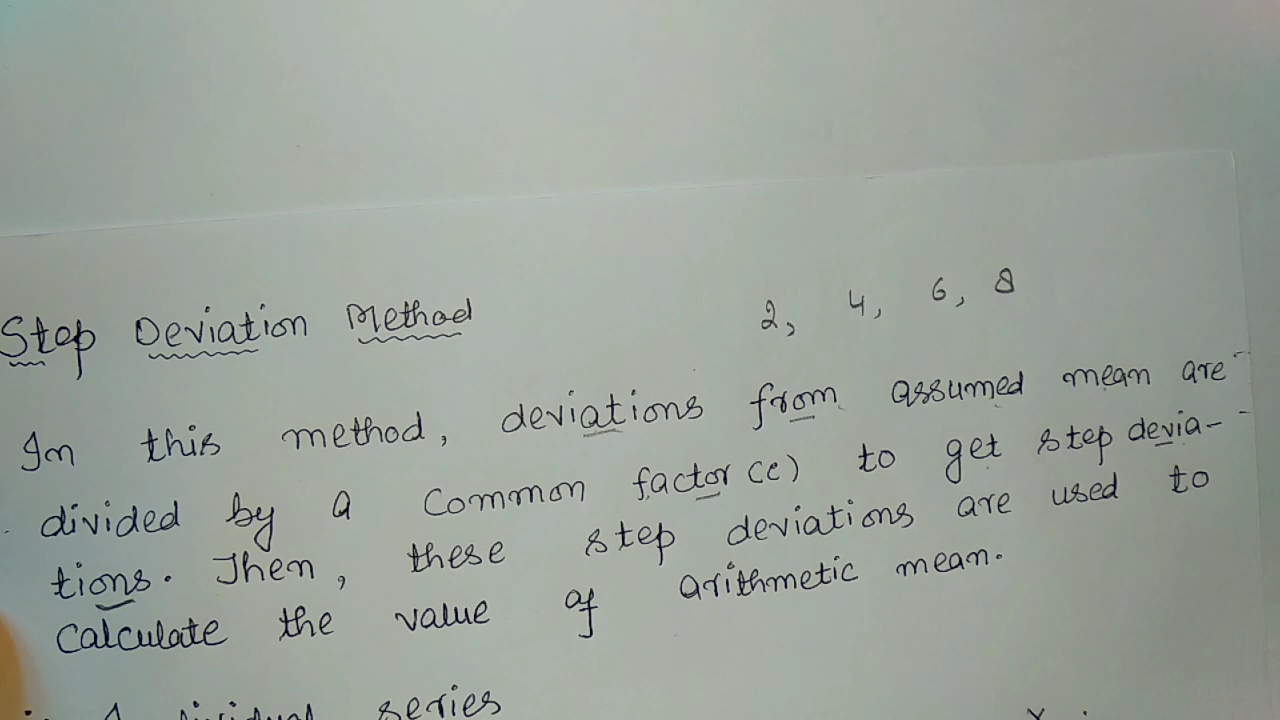 Step Deviation Method
2, 4, 6, 8
In this method, deviations from assumed mean are
divided by a Common factor (c) to get step devia-
tions. Then, these step deviations are used to
Calculate the value of arithmetic mean.
series